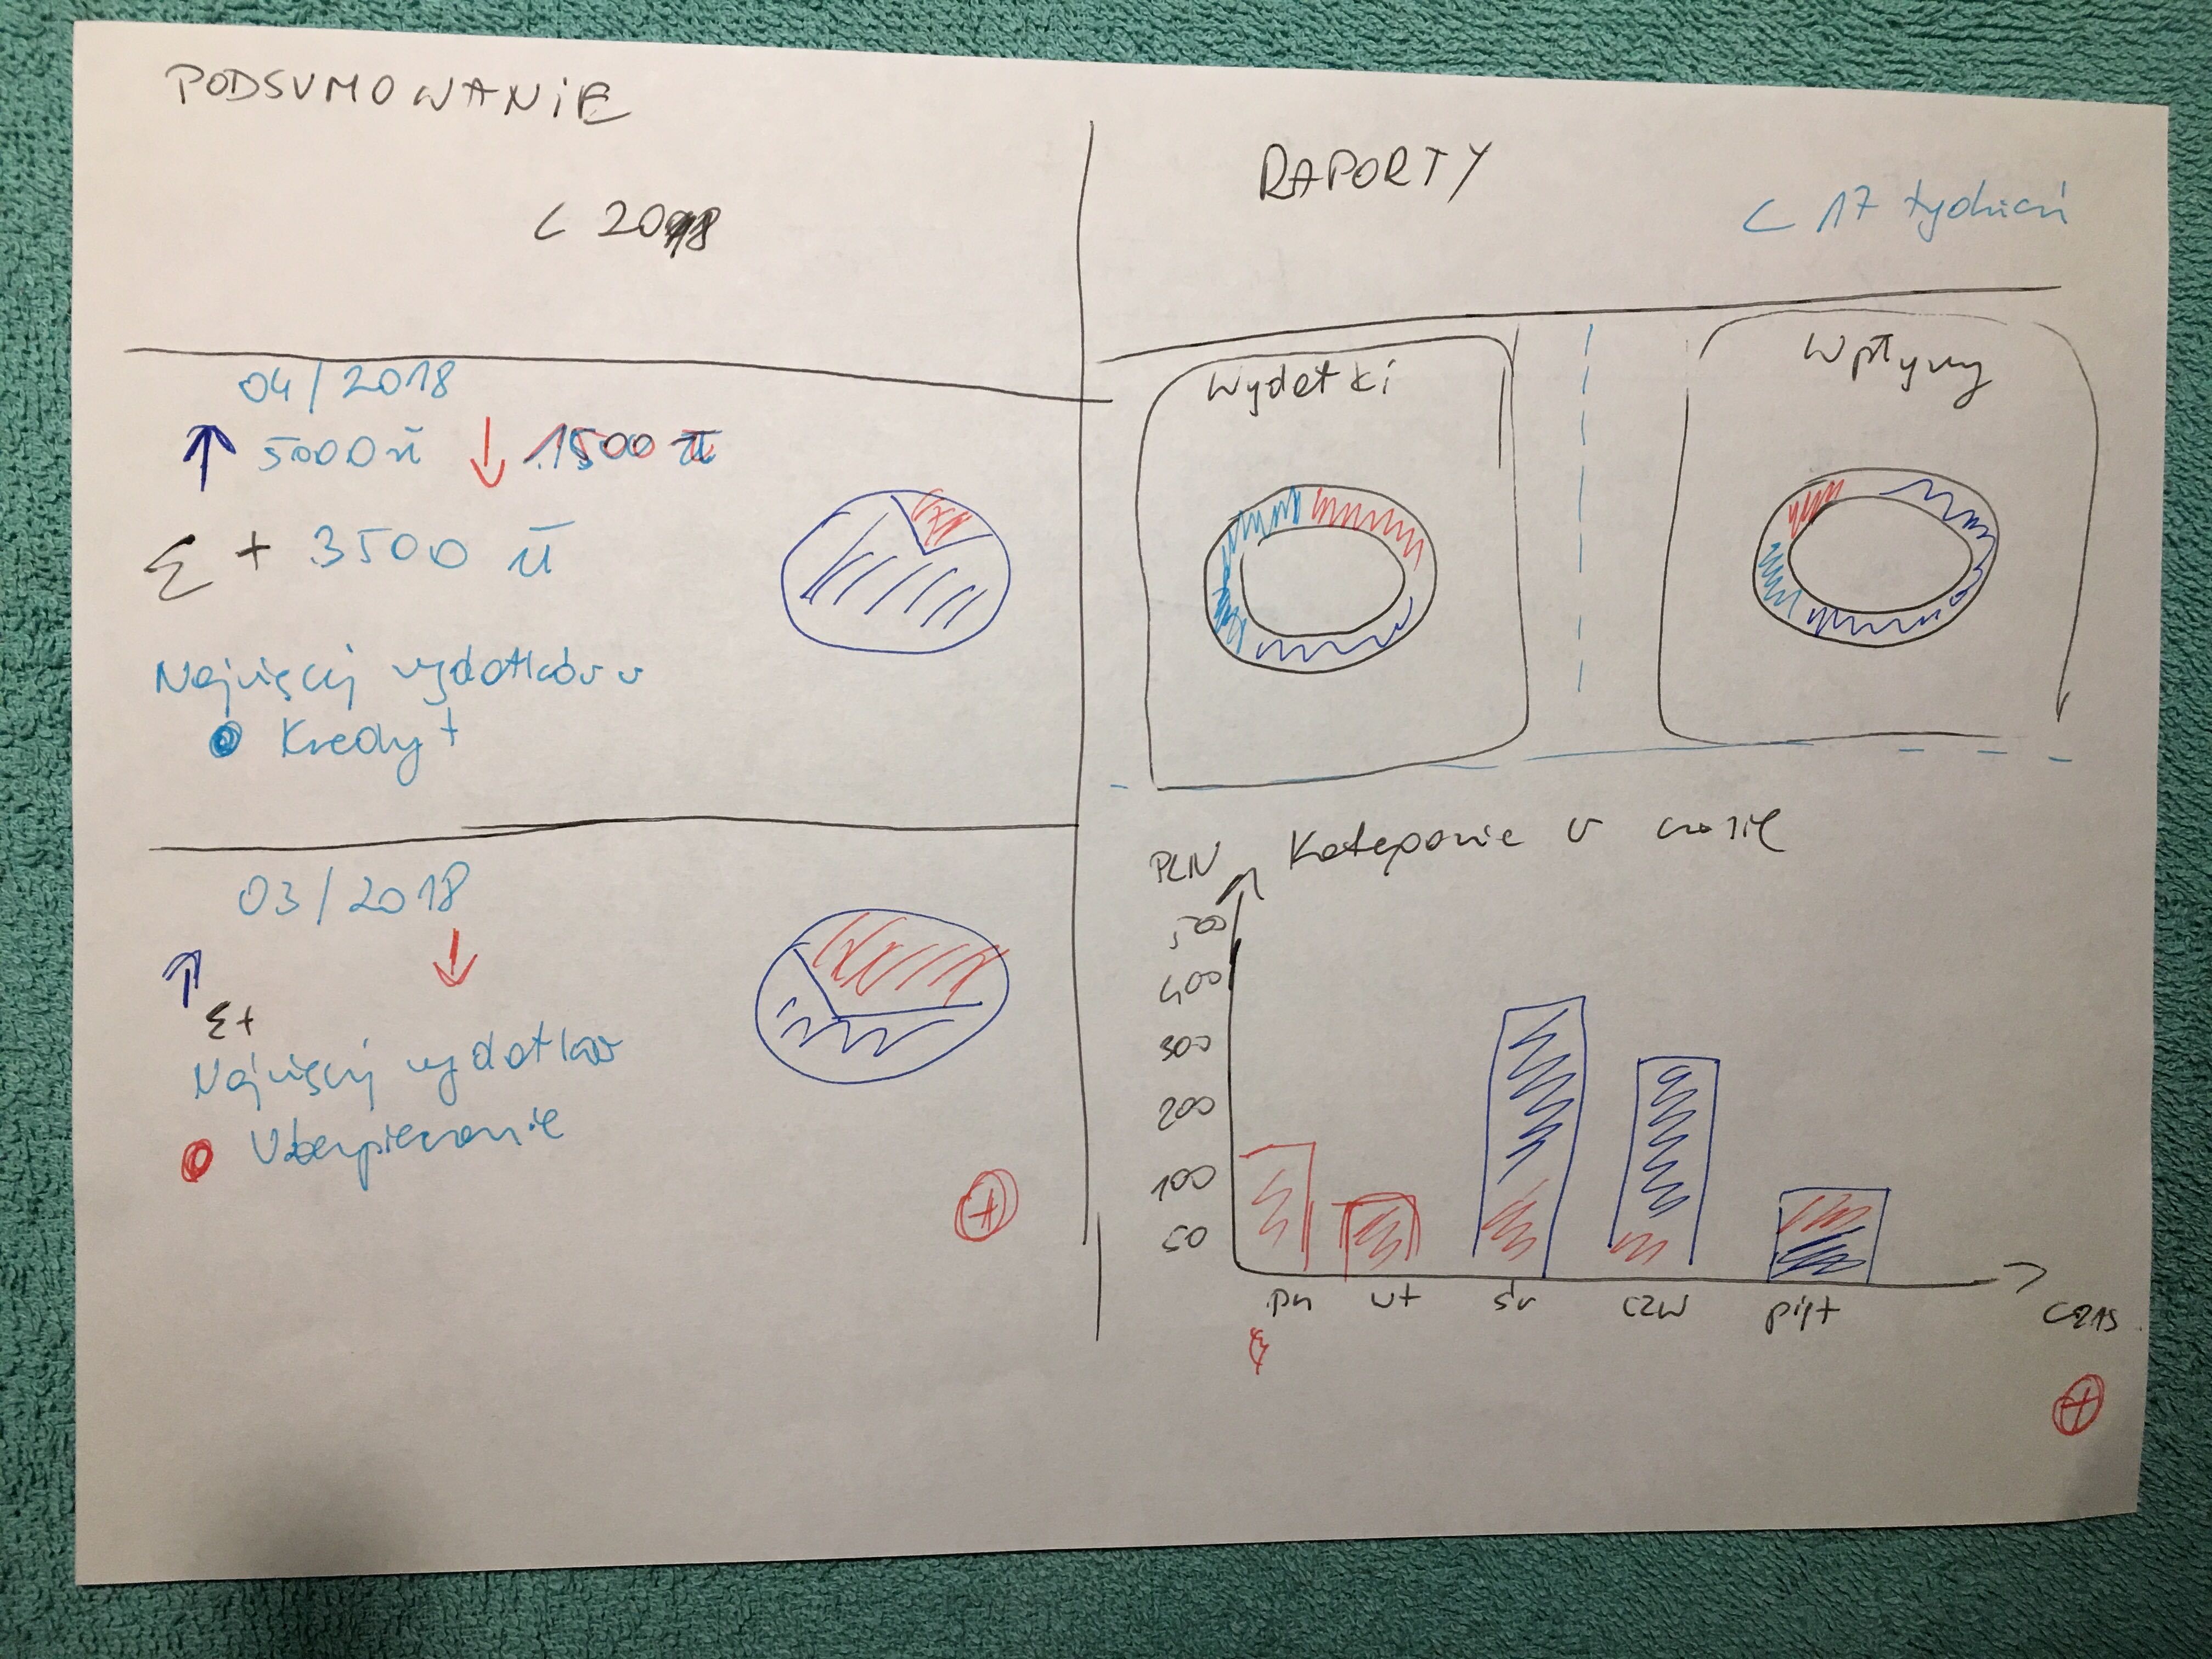 PODSUMOWANIE
< 2018
04/2018
↑ 5000 zł ↓ 1500 zł
Σ + 3500 zł
Najwięcej wydatków w
Kredyt
03/2018
↑ ↓
Σ +
Najwięcej wydatków
Ubezpieczenie
+
RAPORTY
< 17 tydzień
Wydatki
Wpływy
Kategorie w czasie
PLN
500
400
300
200
100
50
pn wt śr czw piąt
czas
+